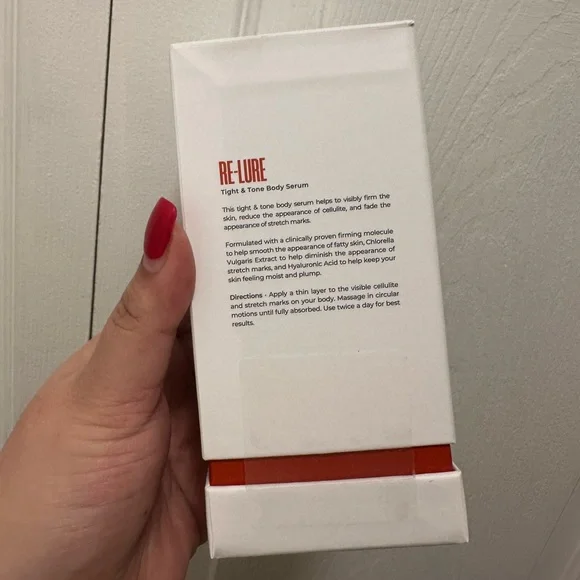 RE-LURE
Tight & Tone Body Serum
This tight & tone body serum helps to visibly firm the
skin, reduce the appearance of cellulite, and fade the
appearance of stretch marks.
Formulated with a clinically proven firming molecule
to help smooth the appearance of fatty skin, Chlorella
Vulgaris Extract to help diminish the appearance of
stretch marks, and Hyaluronic Acid to help keep your
skin feeling moist and plump.
Directions - Apply a thin layer to the visible cellulite
and stretch marks on your body. Massage in circular
motions until fully absorbed. Use twice a day for best
results.